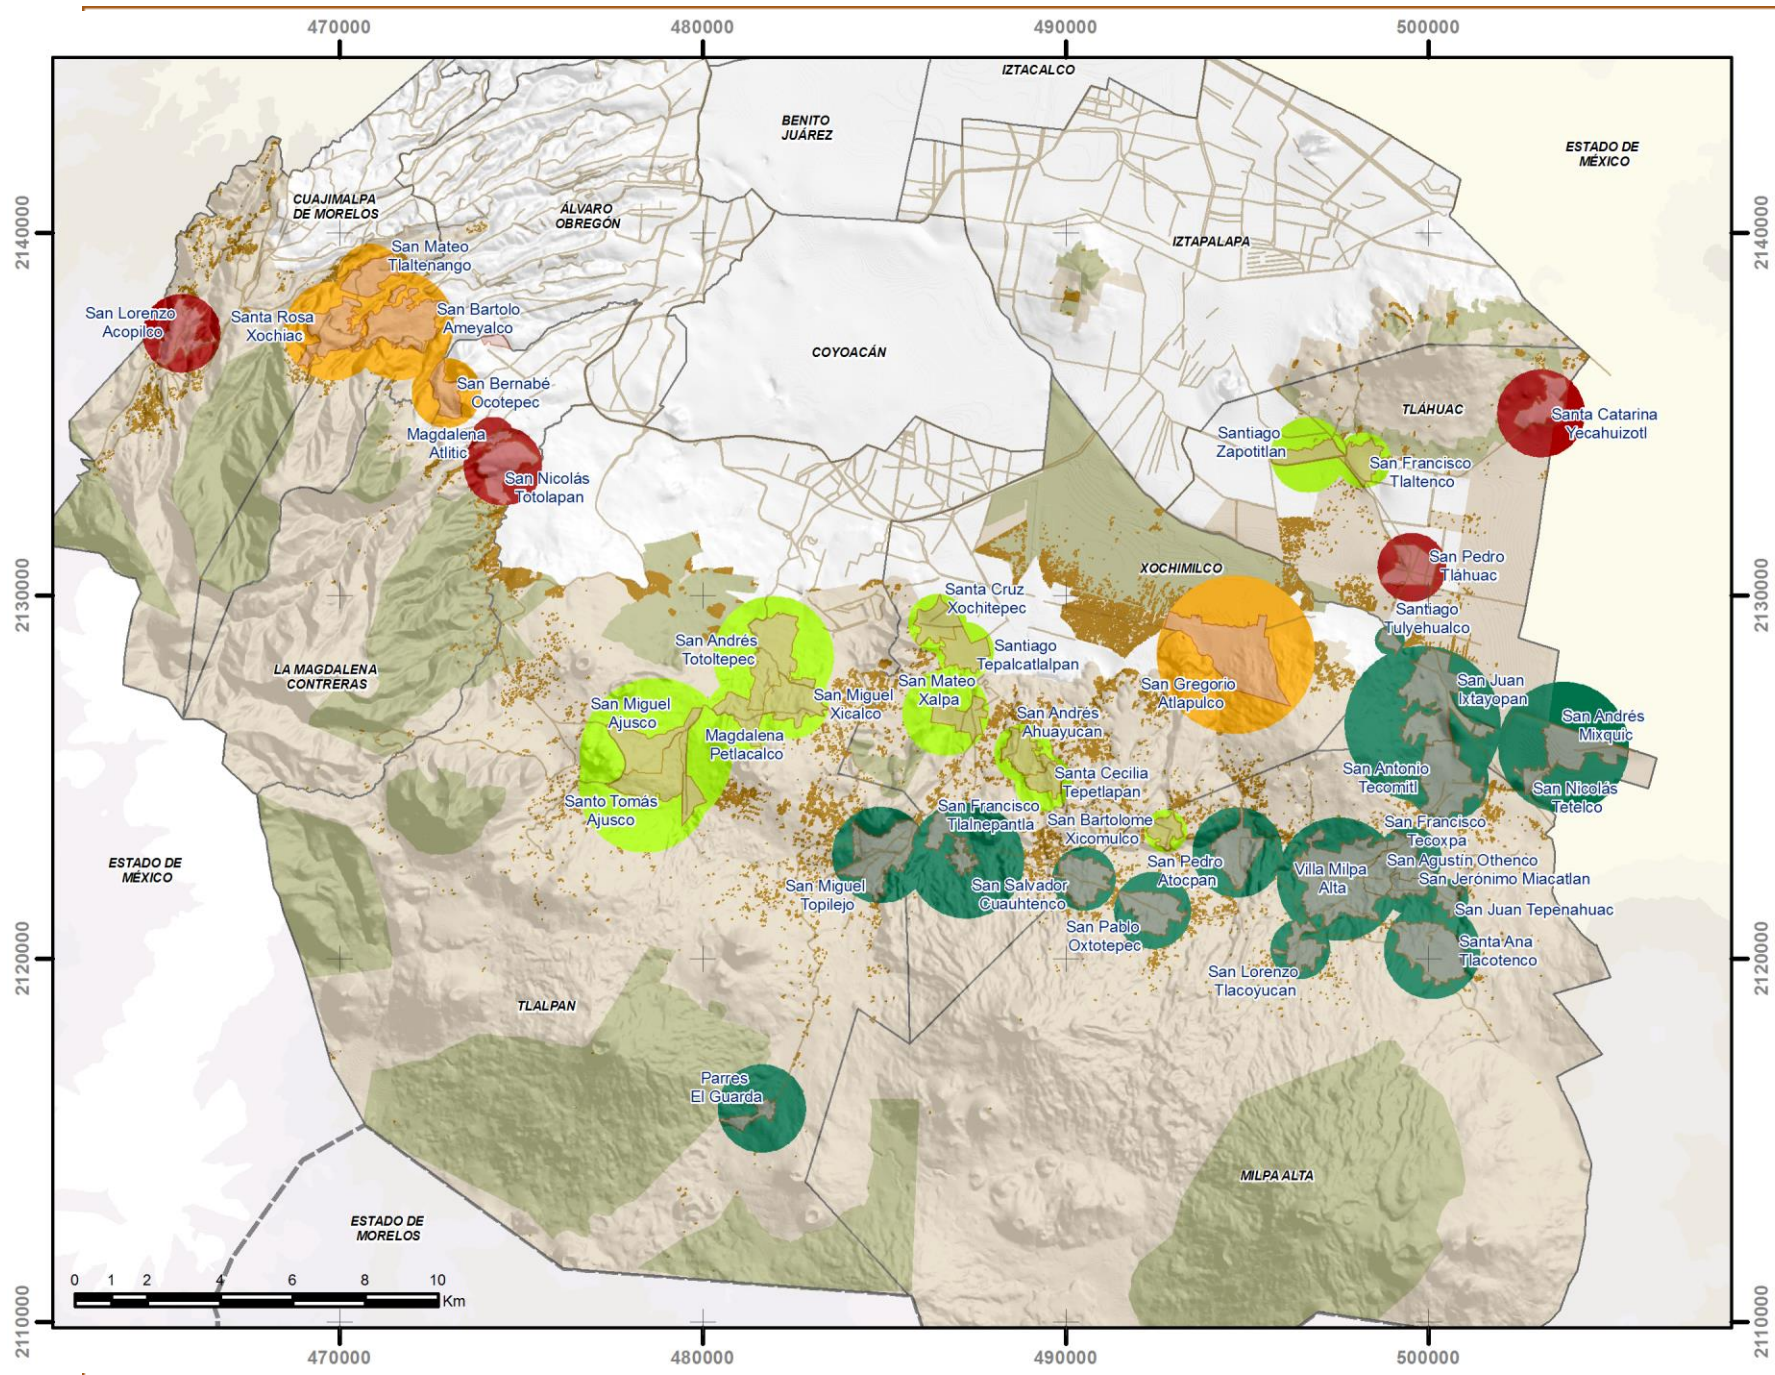 470000
480000
490000
500000
IZTACALCO
BENITO
JUÁREZ
ESTADO DE
MÉXICO
CUAJIMALPA
DE MORELOS
ÁLVARO
OBREGÓN
2140000
2140000
IZTAPALAPA
San Mateo
Tlaltenango
San Lorenzo
Acopilco
Santa Rosa
Xochiac
San Bartolo
Ameyalco
COYOACÁN
San Bernabé
Ocotepec
TLÁHUAC
Santa Catarina
Yecahuizotl
Magdalena
Atlitic
Santiago
Zapotitlan
San Francisco
Tlaltenco
San Nicolás
Totolapan
San Pedro
Tláhuac
XOCHIMILCO
2130000
2130000
Santa Cruz
Xochitepec
Santiago
Tulyehualco
San Andrés
Totoltepec
Santiago
Tepalcatlalpan
LA MAGDALENA
CONTRERAS
San Mateo
Xalpa
San Gregorio
Atlapulco
San Juan
Ixtayopan
San Miguel
Ajusco
San Miguel
Xicalco
San Andrés
Ahuayucan
San Andrés
Mixquic
Magdalena
Petlacalco
San Antonio
Tecomitl
Santa Cecilia
Tepetlapan
San Nicolás
Tetelco
Santo Tomás
Ajusco
San Francisco
Tlalnepantla
San Bartolome
Xicomulco
San Francisco
Tecoxpa
ESTADO DE
MÉXICO
San Pedro
Atocpan
Villa Milpa
Alta
San Agustín Othenco
San Jerónimo Miacatlan
San Miguel
Topilejo
San Salvador
Cuauhtenco
San Juan Tepenahuac
San Pablo
Oxtotepec
Santa Ana
Tlacotenco
2120000
2120000
San Lorenzo
Tlacoyucan
TLALPAN
Parres
El Guarda
MILPA ALTA
ESTADO DE
MORELOS
0 1 2 4 6 8 10
Km
2110000
2110000
470000
480000
490000
500000